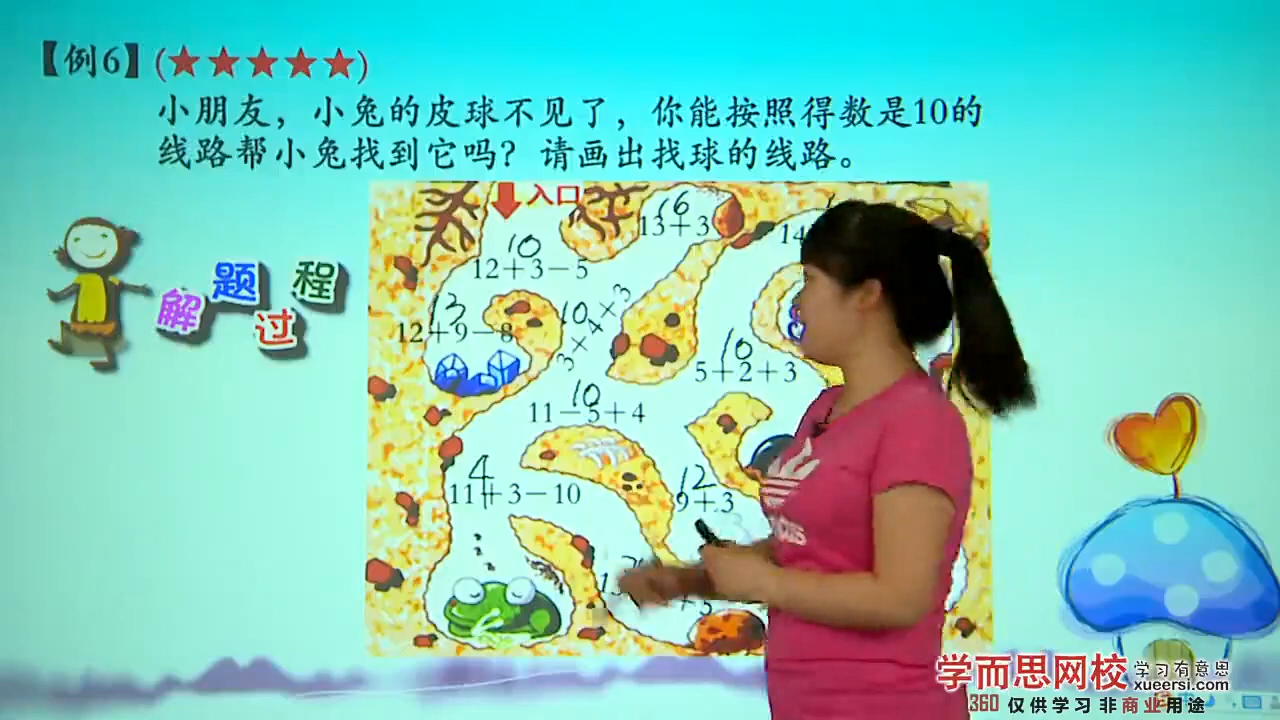 【例6】(★★★★★)
小朋友，小兔的皮球不见了，你能按照得数是10的
线路帮小兔找到它吗？请画出找球的线路。
入口
16
13+3
14
10
12+3-5
13
12+9-8
10
3×4×3
10
5+2+3
10
11-5+4
4
11+3-10
12
9+3
+5
解题过程
学而思网校 学习有意思
xueersi.com
360 仅供学习 非商业用途